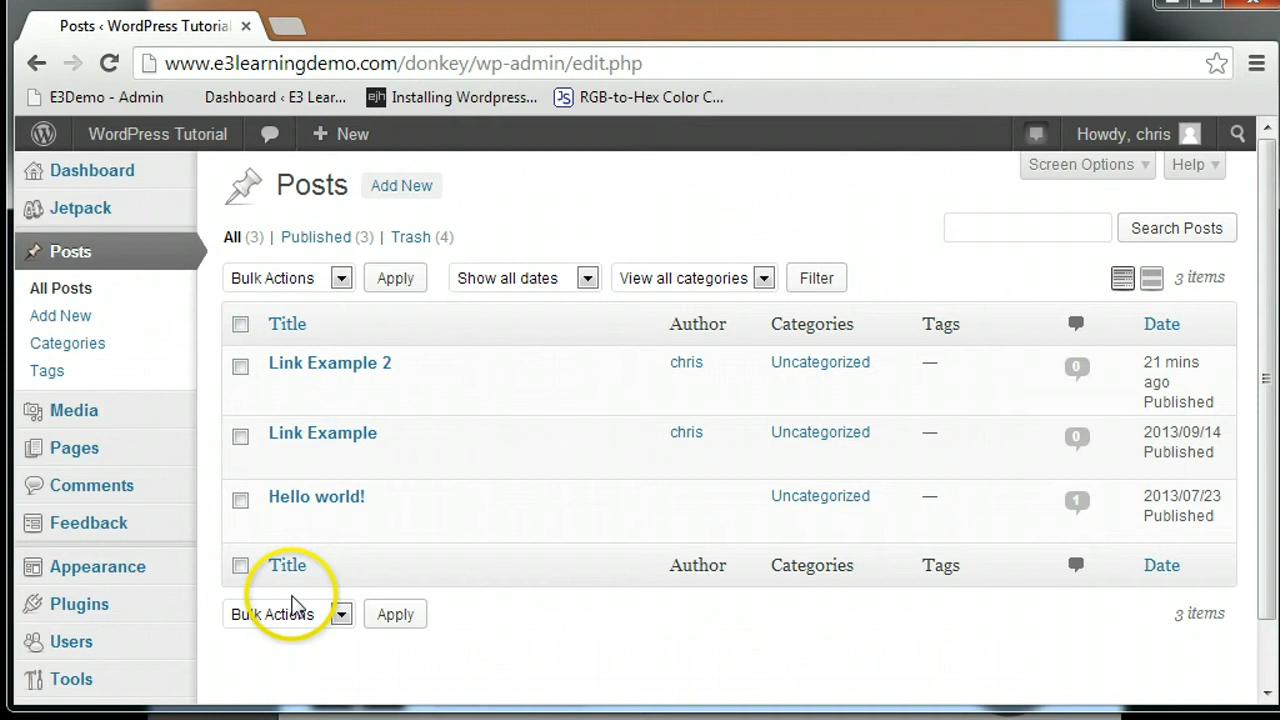 Posts ‹ WordPress Tutorial
www.e3learningdemo.com/donkey/wp-admin/edit.php
E3Demo - Admin Dashboard ‹ E3 Lear... ejh Installing Wordpress... JS RGB-to-Hex Color C...
WordPress Tutorial + New Howdy, chris
Screen Options Help
Dashboard
Jetpack
Posts
All Posts
Add New
Categories
Tags
Media
Pages
Comments
Feedback
Appearance
Plugins
Users
Tools
Posts Add New
All (3) | Published (3) | Trash (4)
Search Posts
Bulk Actions Apply Show all dates View all categories Filter 3 items
Title Author Categories Tags Date
Link Example 2 chris Uncategorized — 0 21 mins
ago
Published
Link Example chris Uncategorized — 0 2013/09/14
Published
Hello world! Uncategorized — 1 2013/07/23
Published
Title Author Categories Tags Date
Bulk Actions Apply 3 items